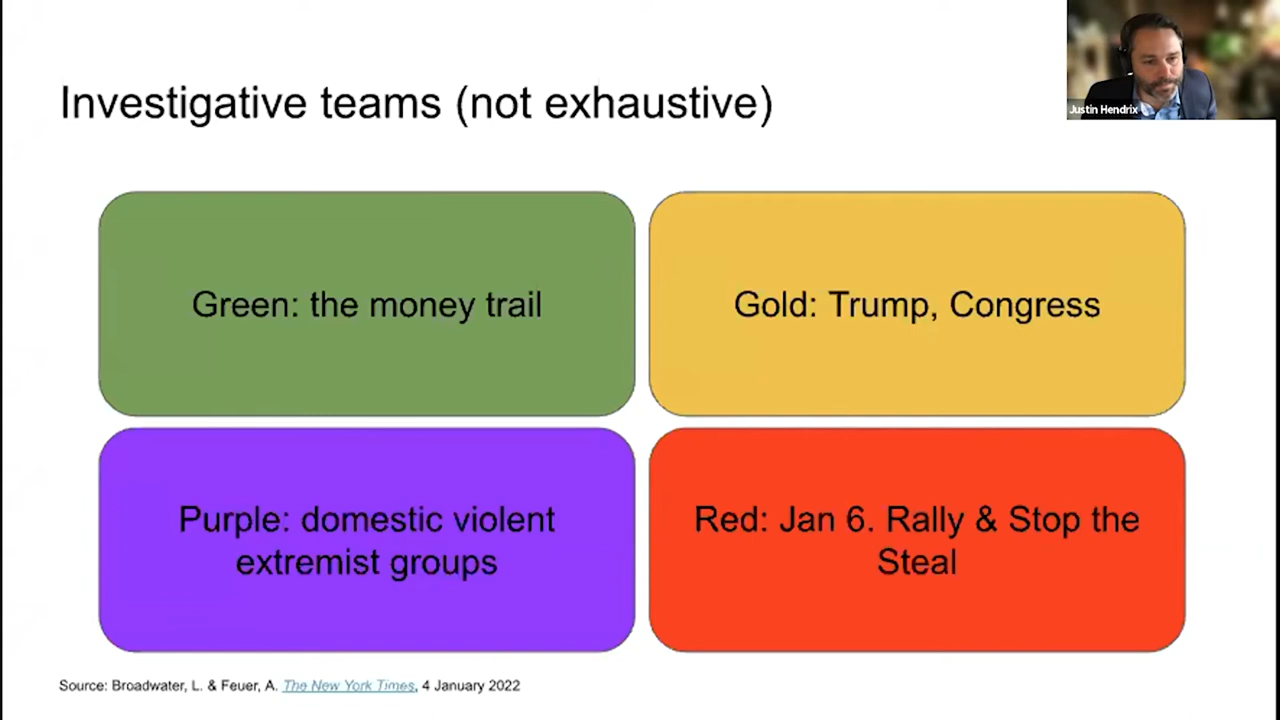 Justin Hendrix
Investigative teams (not exhaustive)
Green: the money trail
Gold: Trump, Congress
Purple: domestic violent
extremist groups
Red: Jan 6. Rally & Stop the
Steal
Source: Broadwater, L. & Feuer, A. The New York Times, 4 January 2022